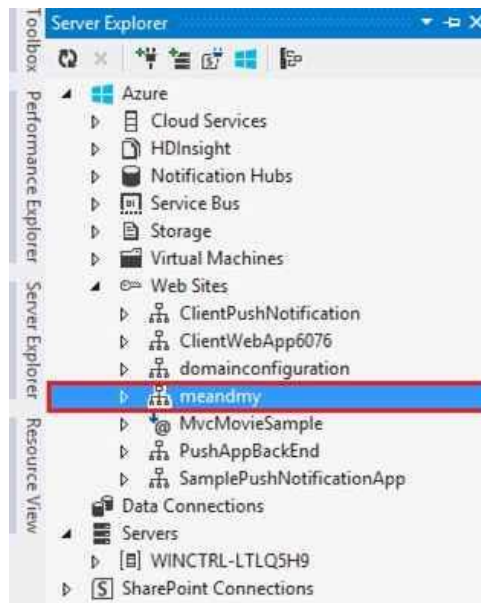 Toolbox
Performance Explorer
Server Explorer
Resource View
Server Explorer
Azure
Cloud Services
HDInsight
Notification Hubs
Service Bus
Storage
Virtual Machines
Web Sites
ClientPushNotification
ClientWebApp6076
domainconfiguration
meandmy
MvcMovieSample
PushAppBackEnd
SamplePushNotificationApp
Data Connections
Servers
WINCTRL-LTLQ5H9
SharePoint Connections